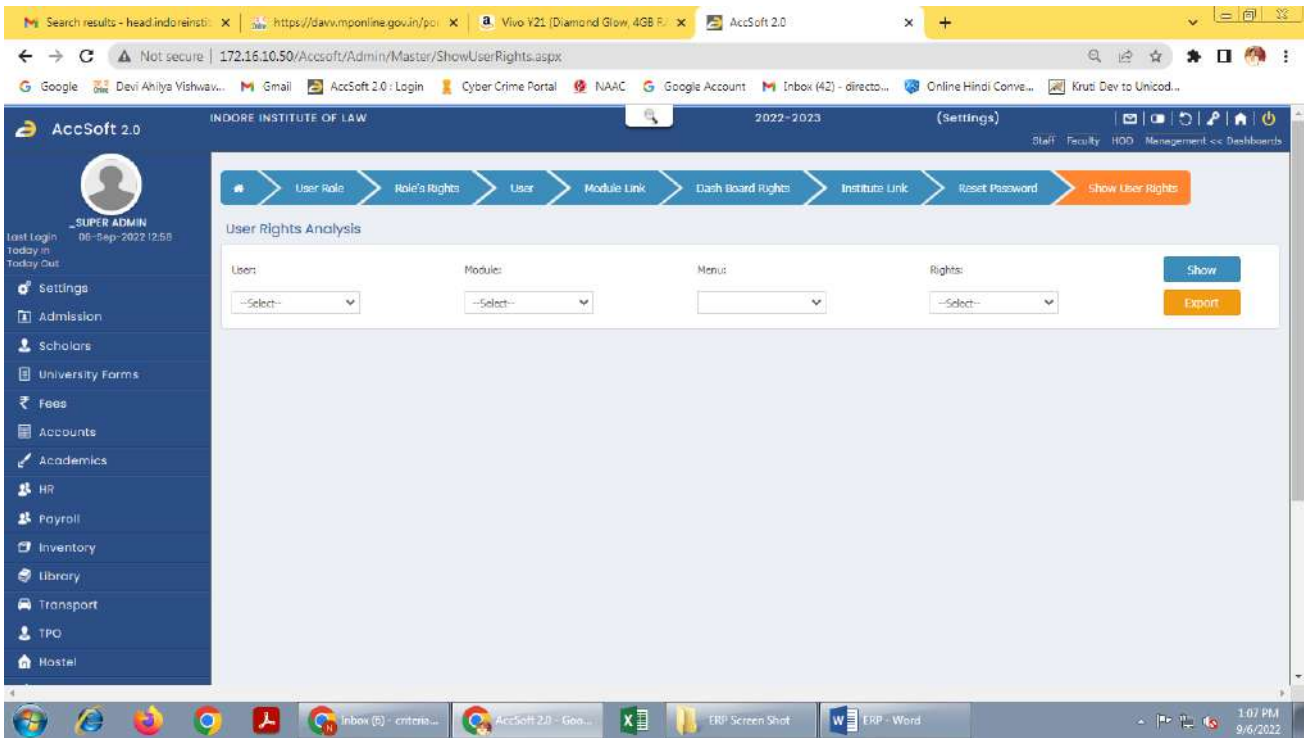 Search results - head.indoreinstit
https://davv.mponline.gov.in/por
Vivo Y21 (Diamond Glow, 4GB R
AccSoft 2.0
Not secure | 172.16.10.50/Accsoft/Admin/Master/ShowUserRights.aspx
Google
Devi Ahilya Vishwav...
Gmail
AccSoft 2.0 : Login
Cyber Crime Portal
NAAC
Google Account
Inbox (42) - directo...
Online Hindi Conve...
Kruti Dev to Unicod...
AccSoft 2.0
INDORE INSTITUTE OF LAW
2022-2023
(Settings)
Staff Faculty HOD Management << Dashboards
_SUPER ADMIN
Last Login 06-Sep-2022 12:58
Today In
Today Out
User Role
Role's Rights
User
Module Link
Dash Board Rights
Institute Link
Reset Password
Show User Rights
User Rights Analysis
User:
Module:
Menu:
Rights:
Show
--Select--
--Select--
--Select--
Export
Settings
Admission
Scholars
University Forms
Fees
Accounts
Academics
HR
Payroll
Inventory
Library
Transport
TPO
Hostel
Inbox (6) - criteria...
AccSoft 2.0 - Goo...
ERP Screen Shot
ERP - Word
1:07 PM
9/6/2022